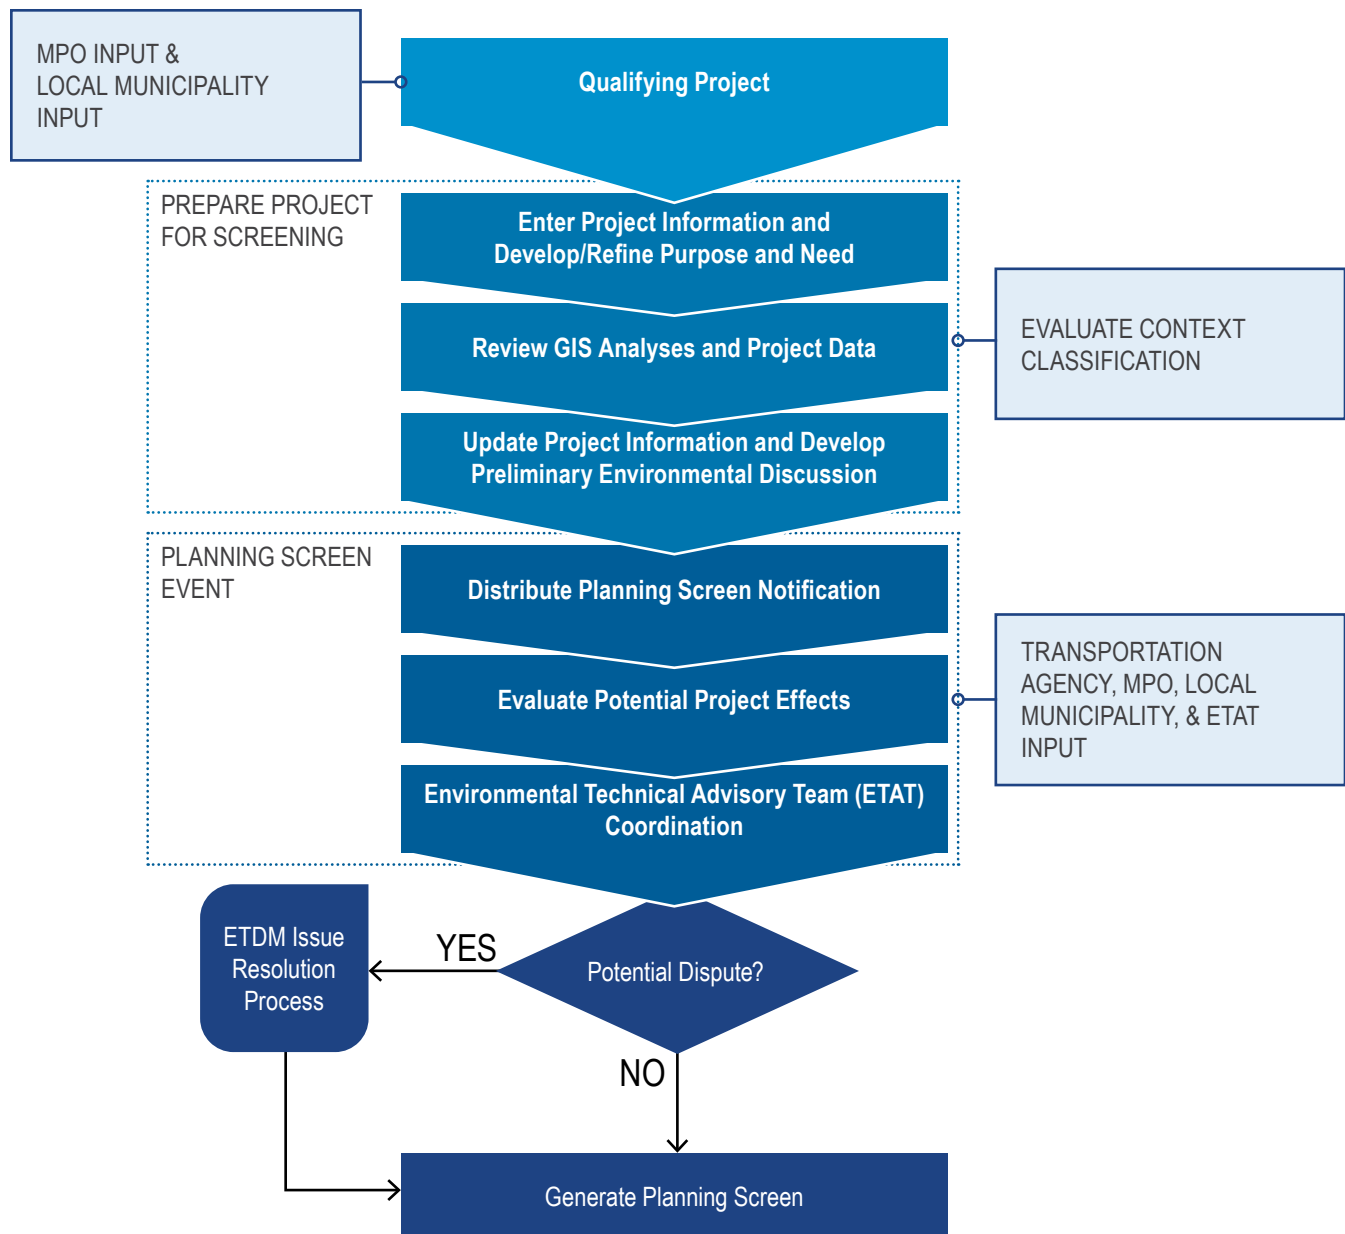 MPO INPUT &
LOCAL MUNICIPALITY
INPUT
Qualifying Project
PREPARE PROJECT
FOR SCREENING
Enter Project Information and
Develop/Refine Purpose and Need
Review GIS Analyses and Project Data
EVALUATE CONTEXT
CLASSIFICATION
Update Project Information and Develop
Preliminary Environmental Discussion
PLANNING SCREEN
EVENT
Distribute Planning Screen Notification
Evaluate Potential Project Effects
TRANSPORTATION
AGENCY, MPO, LOCAL
MUNICIPALITY, & ETAT
INPUT
Environmental Technical Advisory Team (ETAT)
Coordination
ETDM Issue
Resolution
Process
YES
Potential Dispute?
NO
Generate Planning Screen